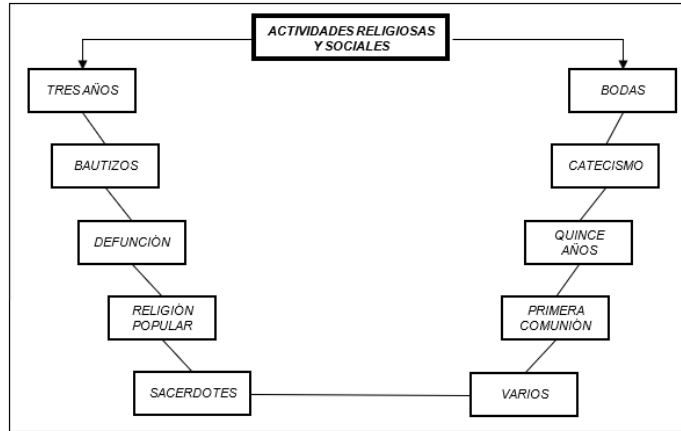 ACTIVIDADES RELIGIOSAS
Y SOCIALES
TRES AÑOS
BODAS
BAUTIZOS
CATECISMO
DEFUNCIÓN
QUINCE
AÑOS
RELIGIÓN
POPULAR
PRIMERA
COMUNIÓN
SACERDOTES
VARIOS